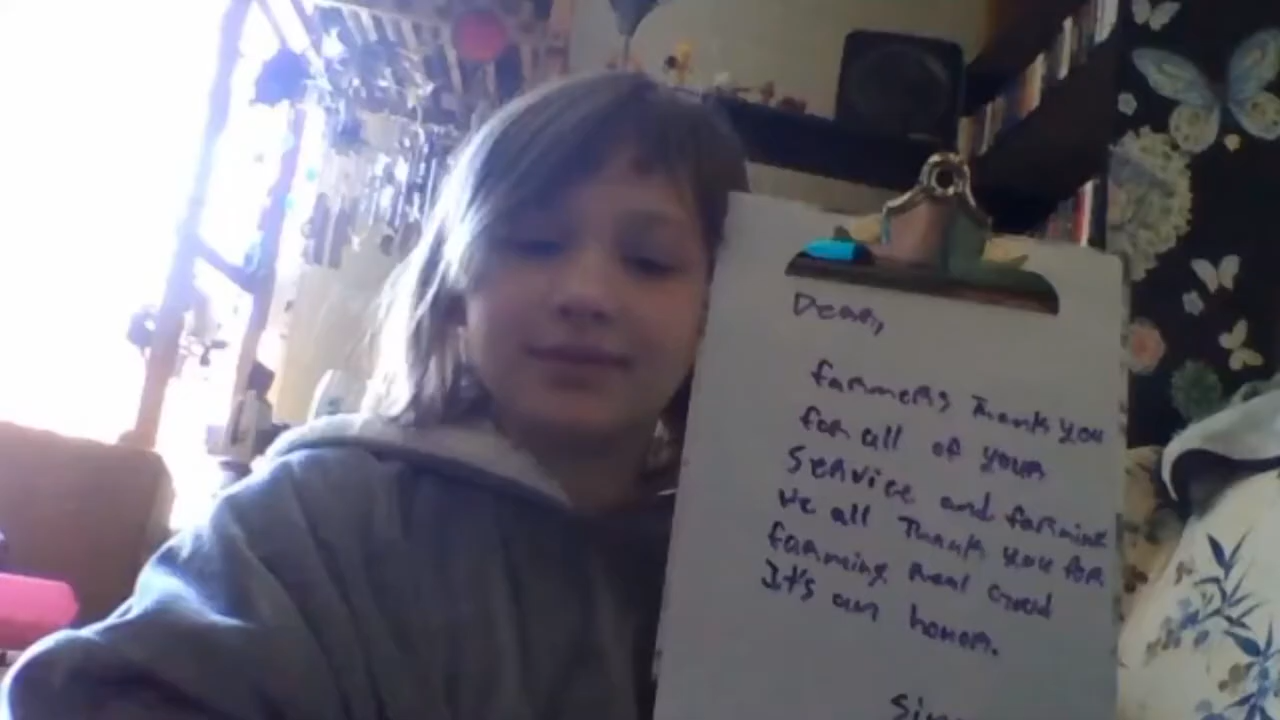 Dear,
farmers Thank you
for all of your
Service and farming
We all Thank you for
farming real good
It's an honor.